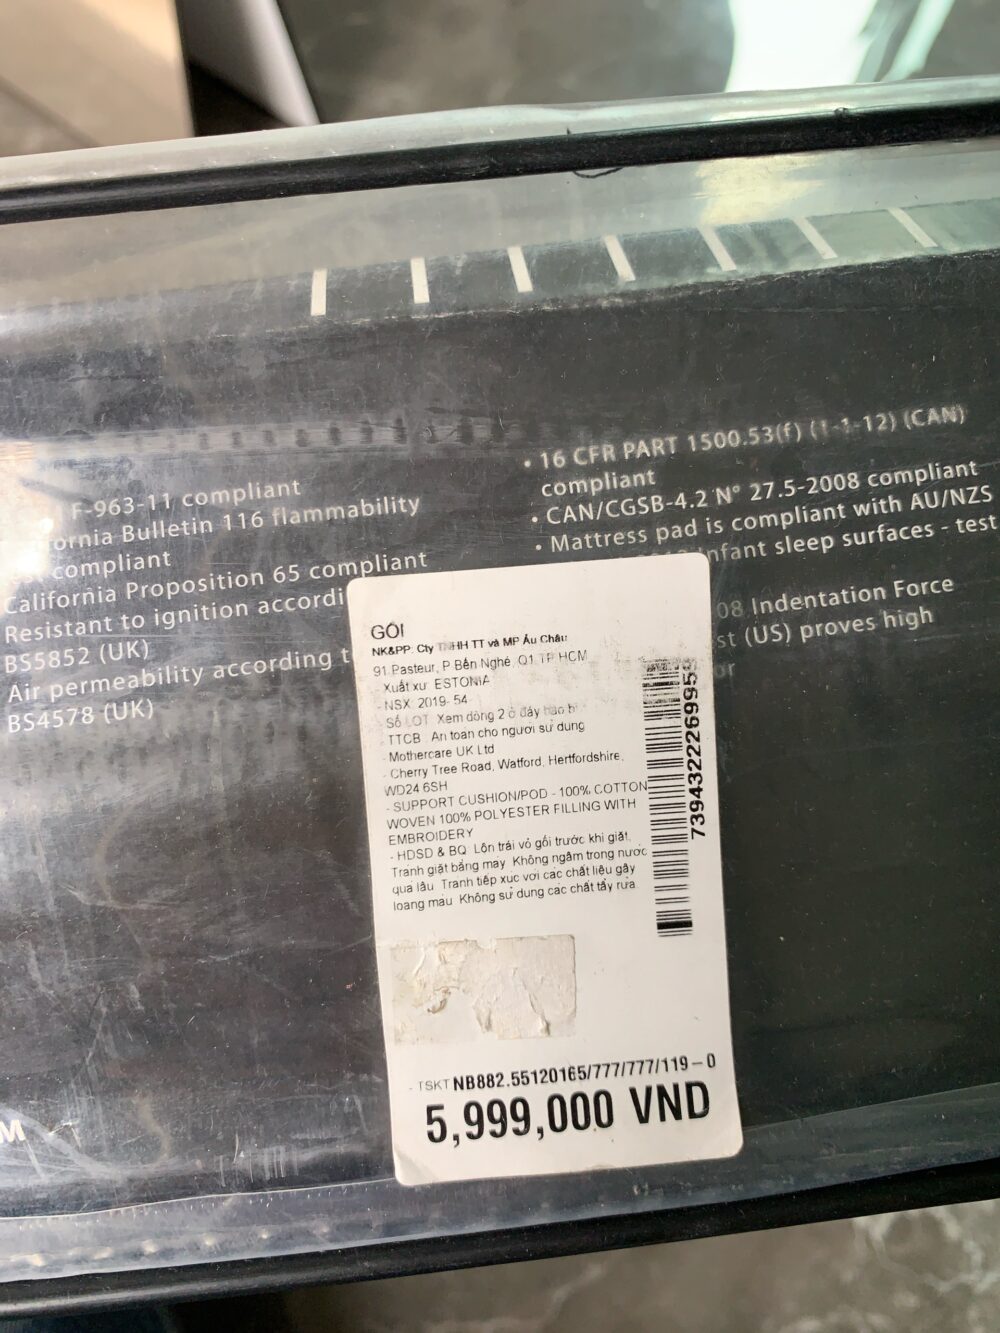 F-963-11 compliant
Bulletin 116 flammability
compliant
California Proposition 65 compliant
Resistant to ignition
BS5852 (UK)
Air permeability according
BS4578 (UK)
• 16 CFR PART 1500.53(f) (1-1-12) (CAN)
compliant
• CAN/CGSB-4.2 N° 27.5-2008 compliant
• Mattress pad is compliant with AU/NZS
infant sleep surfaces - test
08 Indentation Force
(US) proves high
GỐI
NK&PP: Cty TNHH TT và MP Âu Châu
91 Pasteur, P Bến Nghé, Q1 TP HCM
Xuất xứ ESTONIA
- NSX 2019- 54
- Số LOT Xem dòng 2 ở đáy bao bì
- TTCB An toàn cho người sử dụng
- Mothercare UK Ltd
- Cherry Tree Road, Watford, Hertfordshire,
WD24 6SH
- SUPPORT CUSHION/POD - 100% COTTON
WOVEN 100% POLYESTER FILLING WITH
EMBROIDERY
- HDSD & BQ Lộn trái vỏ gối trước khi giặt.
Tránh giặt bằng máy Không ngâm trong nước
quá lâu Tránh tiếp xúc với các chất liệu gây
loang màu Không sử dụng các chất tẩy rửa
7394322269959
- TSKT NB882.55120165/777/777/119-0
5,999,000 VND
M